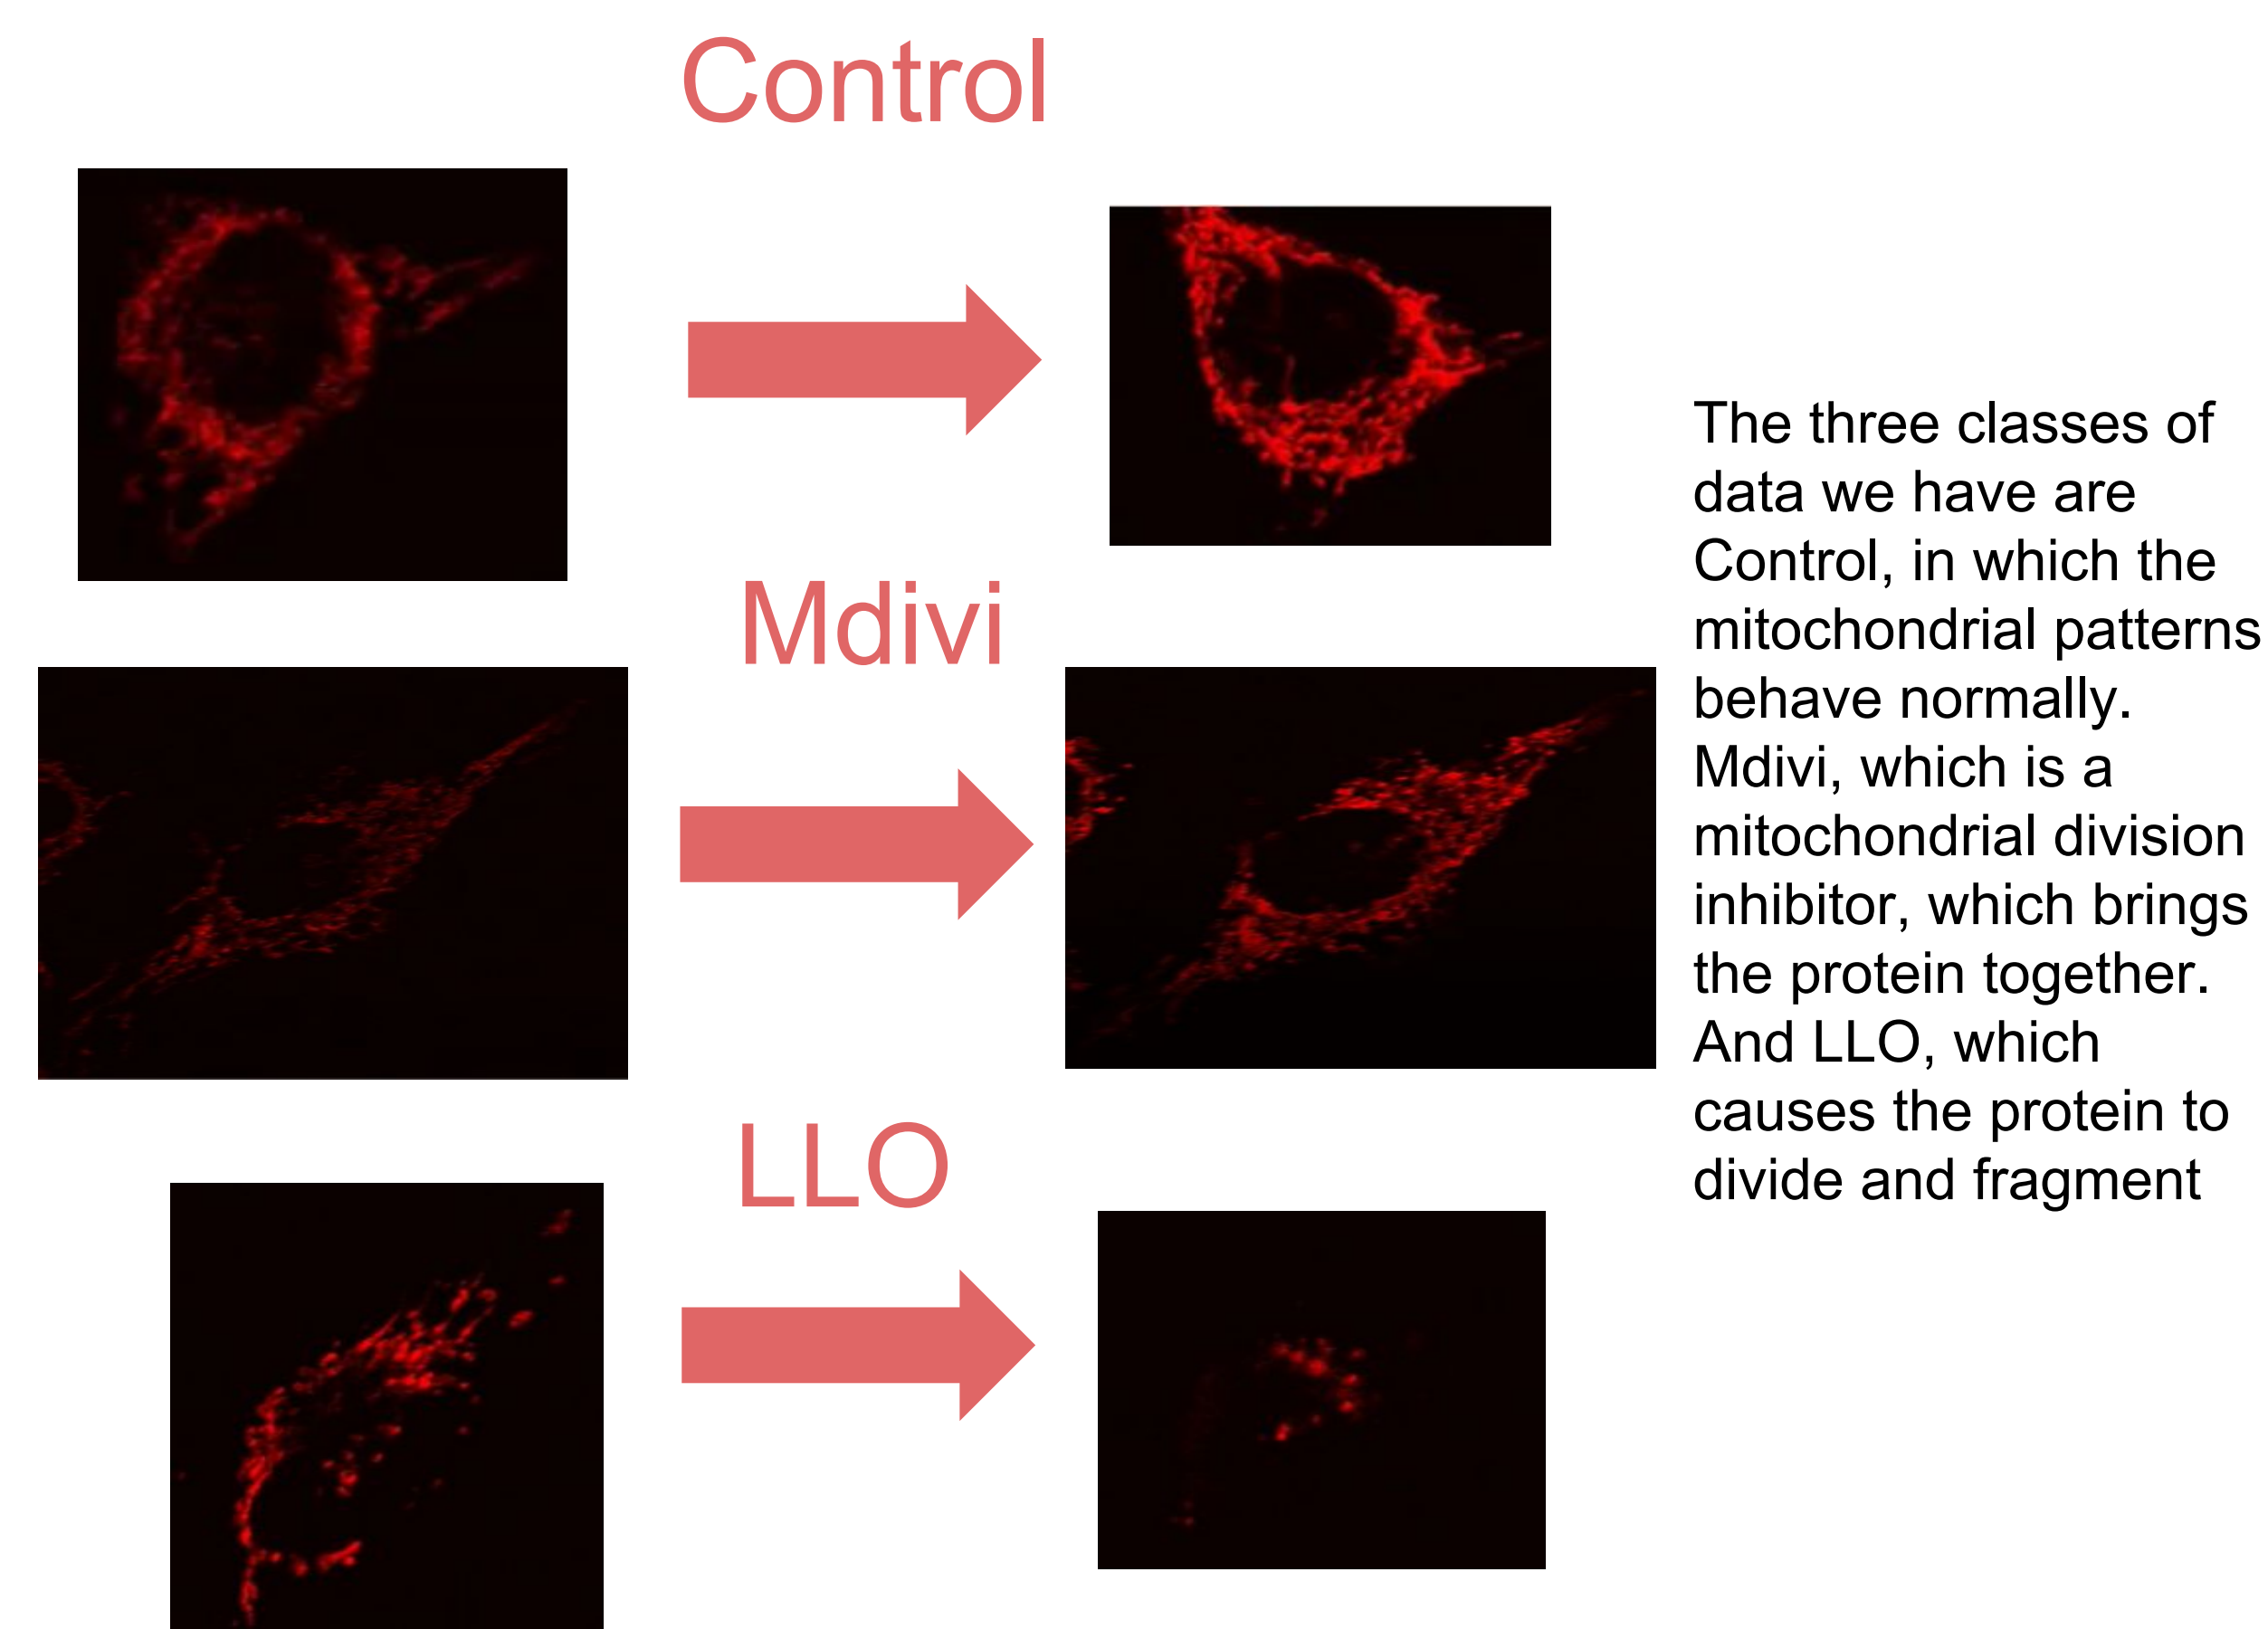 Control
Mdivi
LLO
The three classes of
data we have are
Control, in which the
mitochondrial patterns
behave normally.
Mdivi, which is a
mitochondrial division
inhibitor, which brings
the protein together.
And LLO, which
causes the protein to
divide and fragment